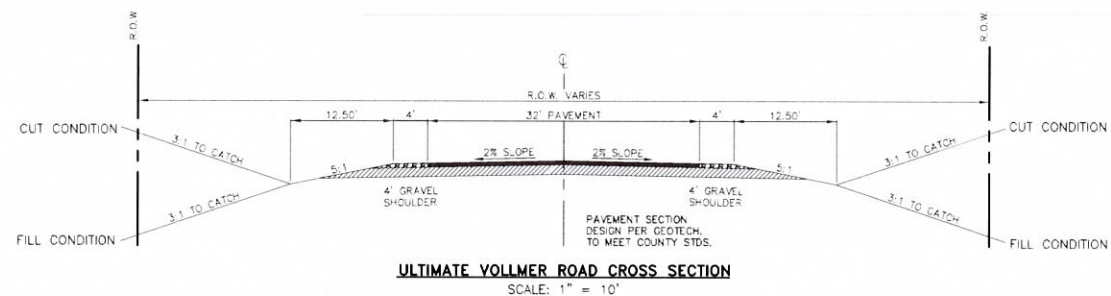 R.O.W.
R.O.W.
℄
R.O.W. VARIES
12.50' 4' 32' PAVEMENT 4' 12.50'
CUT CONDITION
CUT CONDITION
3:1 TO CATCH
3:1 TO CATCH
2% SLOPE 2% SLOPE
5:1
5:1
3:1 TO CATCH
3:1 TO CATCH
4' GRAVEL
SHOULDER
4' GRAVEL
SHOULDER
PAVEMENT SECTION
DESIGN PER GEOTECH.
TO MEET COUNTY STDS.
FILL CONDITION
FILL CONDITION
ULTIMATE VOLLMER ROAD CROSS SECTION
SCALE: 1" = 10'